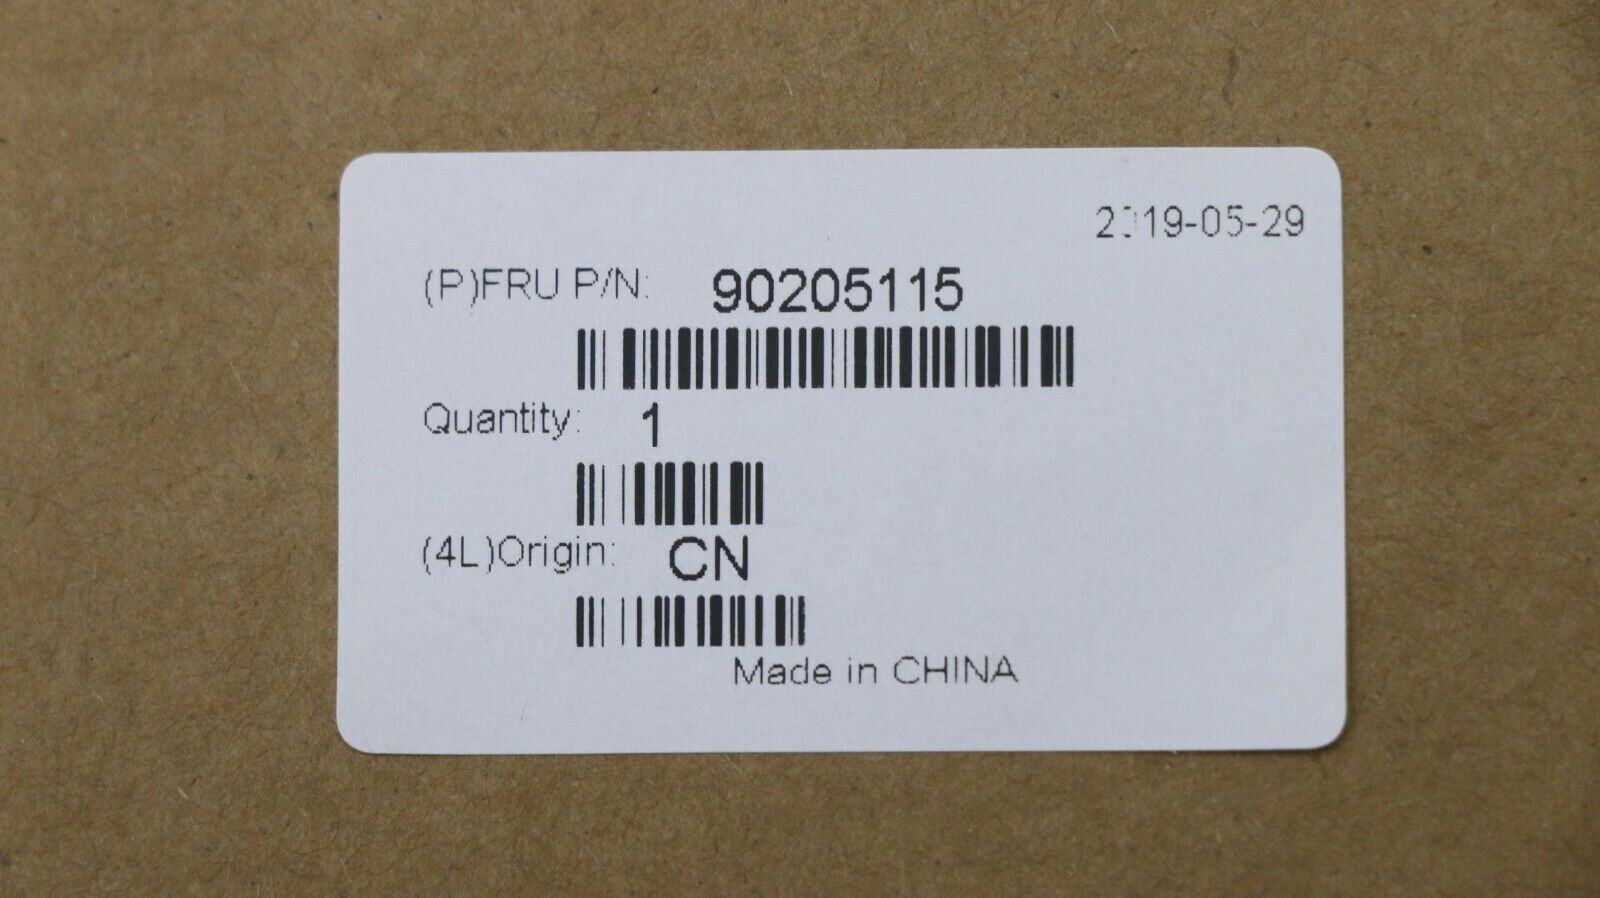 2019-05-29
(P)FRU P/N: 90205115
Quantity: 1
(4L)Origin: CN
Made in CHINA